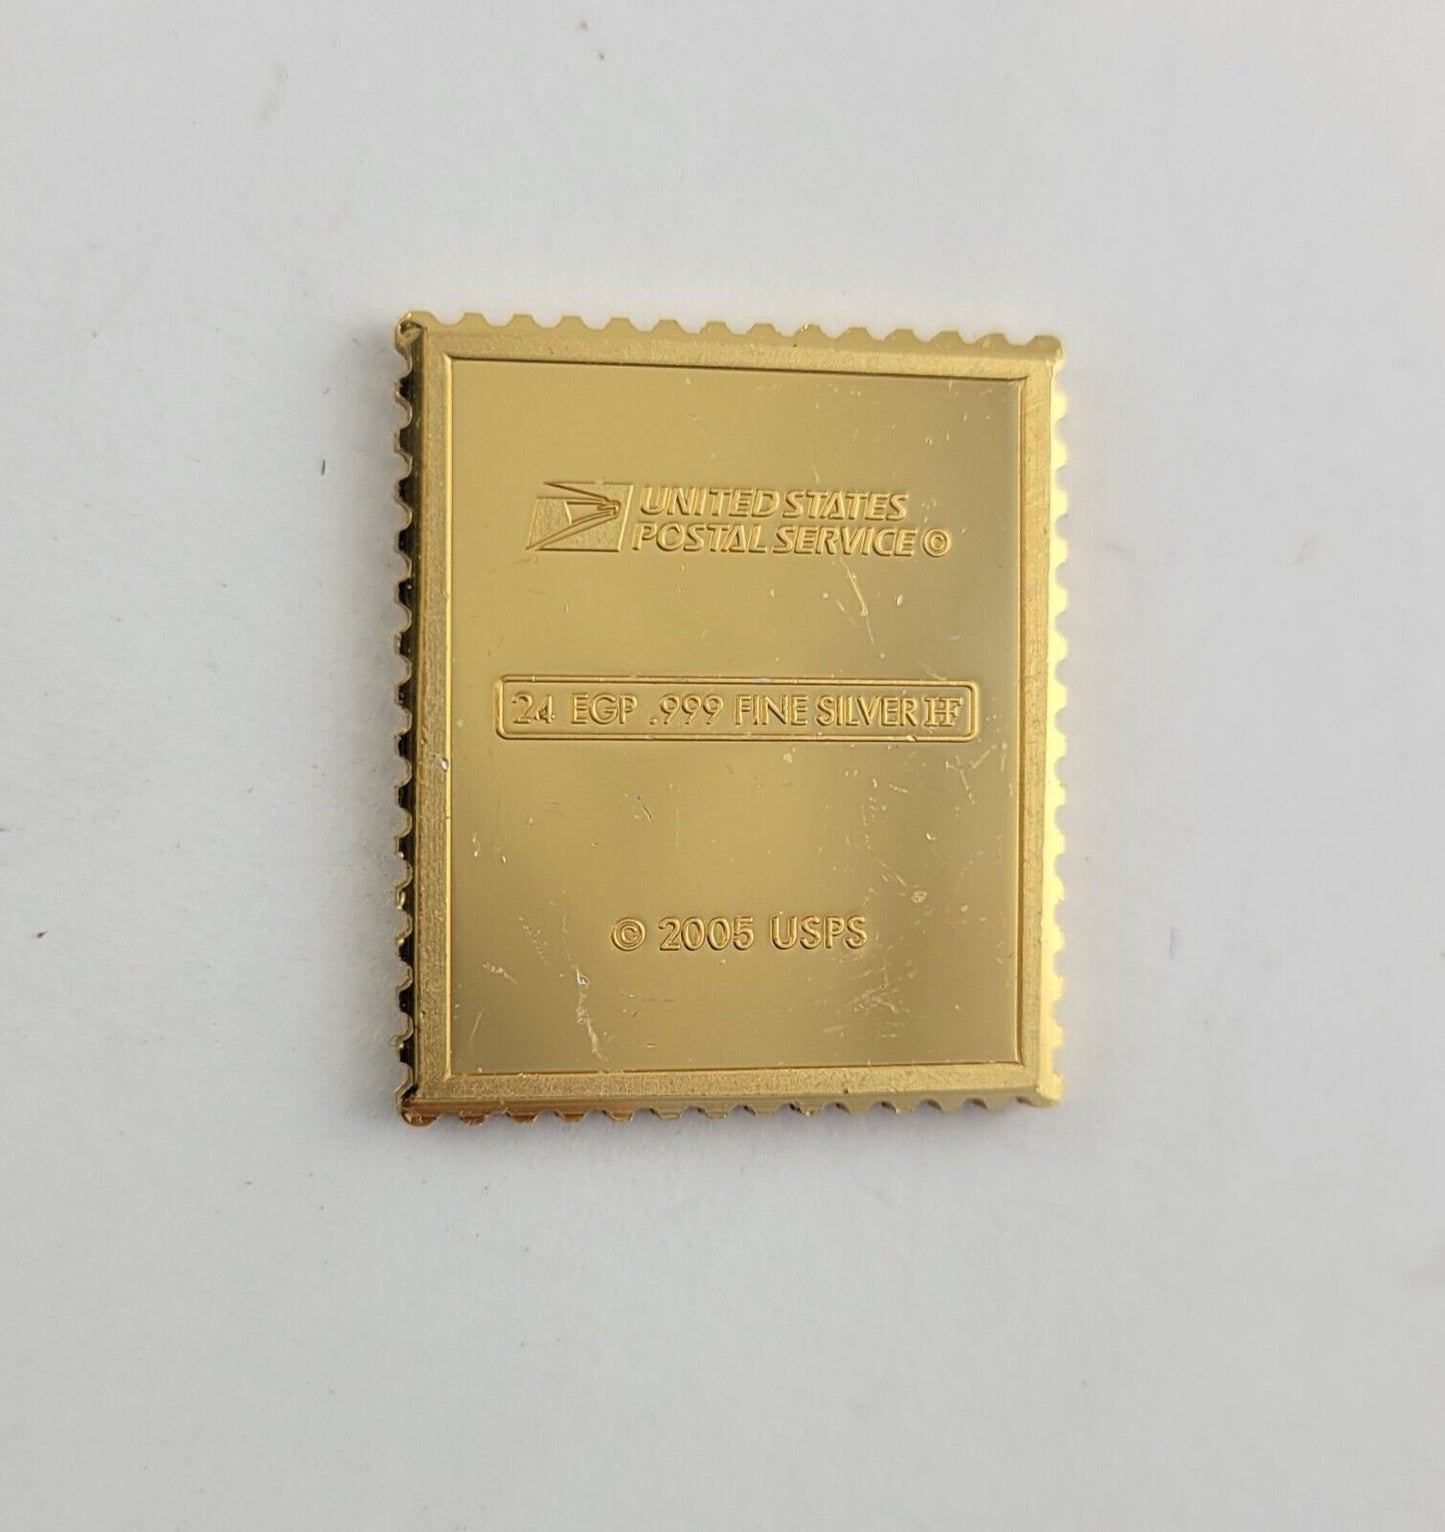 UNITED STATES
POSTAL SERVICE ©
24 EGP .999 FINE SILVER HF
© 2005 USPS